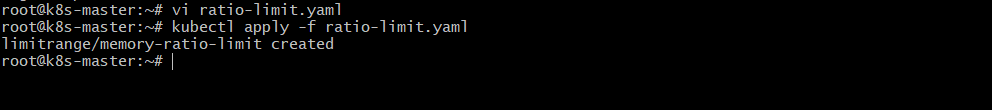 root@k8s-master:~# vi ratio-limit.yaml
root@k8s-master:~# kubectl apply -f ratio-limit.yaml
limitrange/memory-ratio-limit created
root@k8s-master:~#